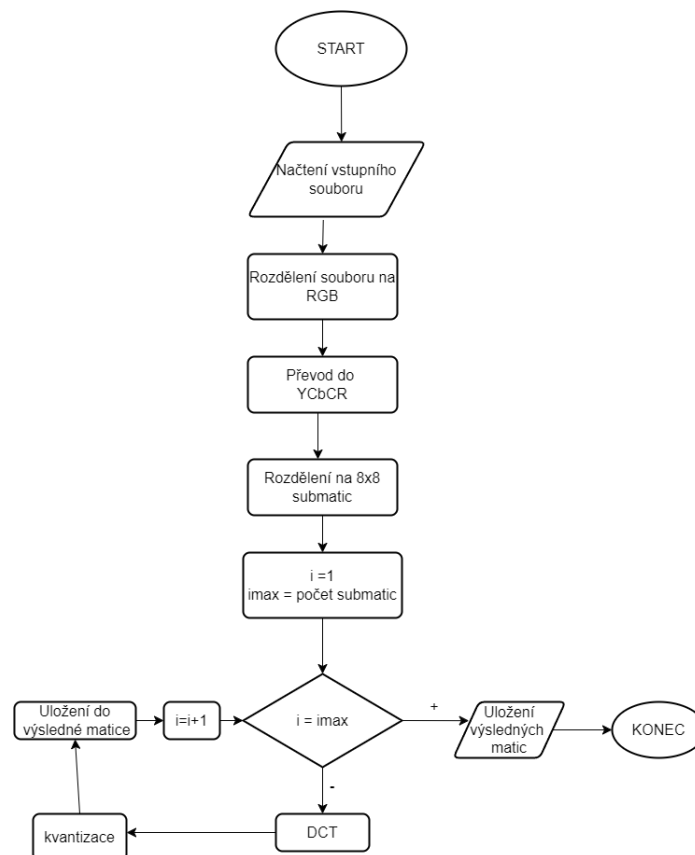 START
Načtení vstupního
souboru
Rozdělení souboru na
RGB
Převod do
YCbCR
Rozdělení na 8x8
submatic
i =1
imax = počet submatic
Uložení do
výsledné matice
i=i+1
i = imax
+
Uložení
výsledných
matic
KONEC
-
kvantizace
DCT